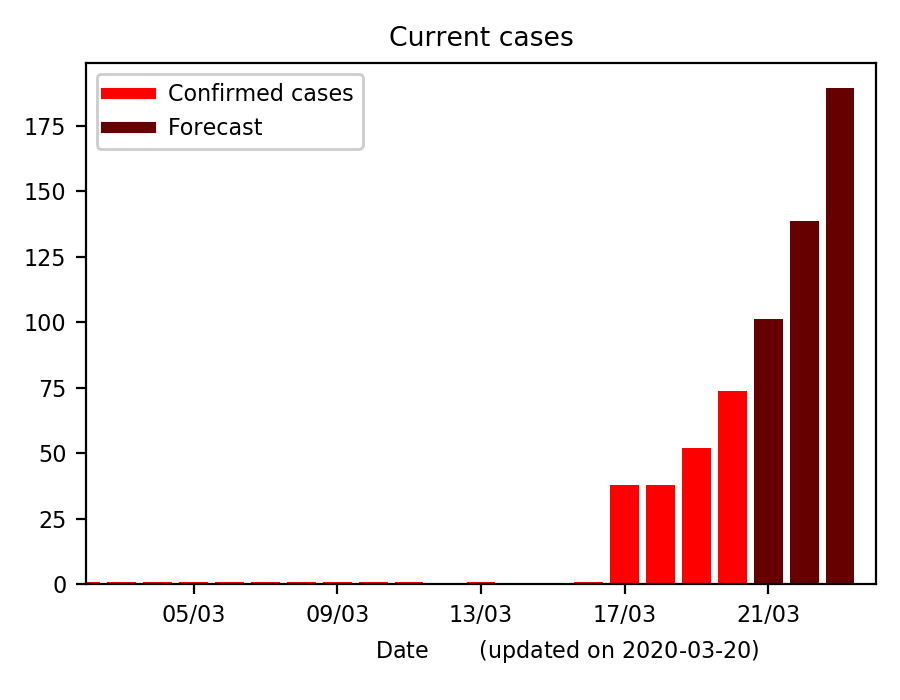 Current cases
Confirmed cases
Forecast
175
150
125
100
75
50
25
0
05/03 09/03 13/03 17/03 21/03
Date (updated on 2020-03-20)